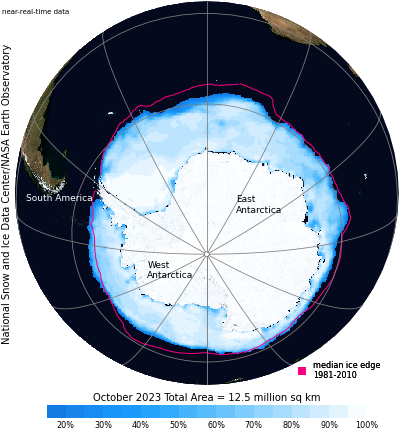 near-real-time data
National Snow and Ice Data Center/NASA Earth Observatory
South America
East
Antarctica
West
Antarctica
median ice edge
1981-2010
October 2023 Total Area = 12.5 million sq km
20% 30% 40% 50% 60% 70% 80% 90% 100%